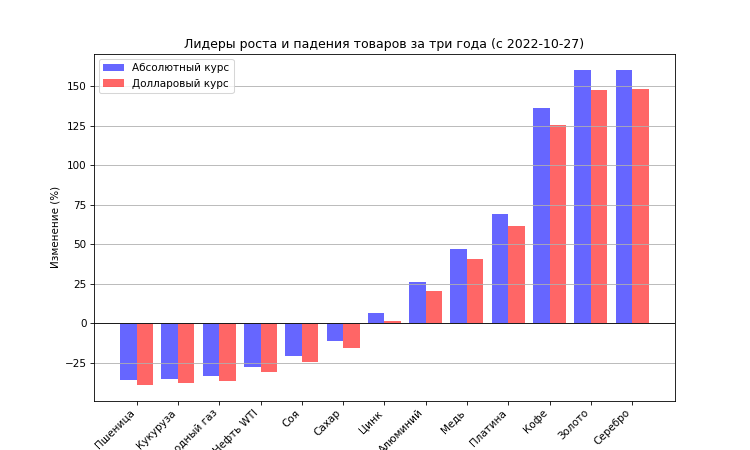 Лидеры роста и падения товаров за три года (с 2022-10-27)
Абсолютный курс
Долларовый курс
Изменение (%)
150
125
100
75
50
25
0
−25
Пшеница
Кукуруза
одный газ
Нефть WTI
Соя
Сахар
Цинк
Алюминий
Медь
Платина
Кофе
Золото
Серебро